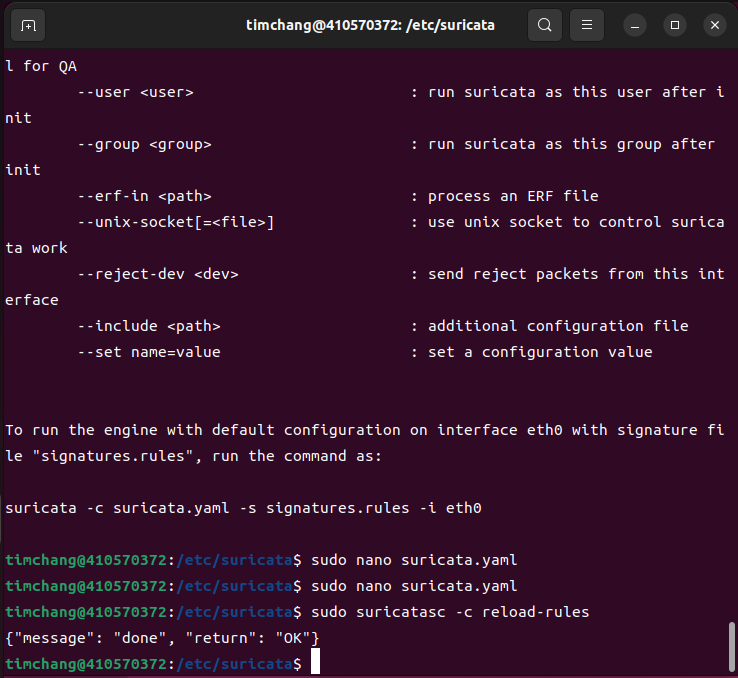 timchang@410570372: /etc/suricata
l for QA
--user <user> : run suricata as this user after i
nit
--group <group> : run suricata as this group after
init
--erf-in <path> : process an ERF file
--unix-socket[=<file>] : use unix socket to control surica
ta work
--reject-dev <dev> : send reject packets from this int
erface
--include <path> : additional configuration file
--set name=value : set a configuration value
To run the engine with default configuration on interface eth0 with signature fi
le "signatures.rules", run the command as:
suricata -c suricata.yaml -s signatures.rules -i eth0
timchang@410570372:/etc/suricata$ sudo nano suricata.yaml
timchang@410570372:/etc/suricata$ sudo nano suricata.yaml
timchang@410570372:/etc/suricata$ sudo suricatasc -c reload-rules
{"message": "done", "return": "OK"}
timchang@410570372:/etc/suricata$